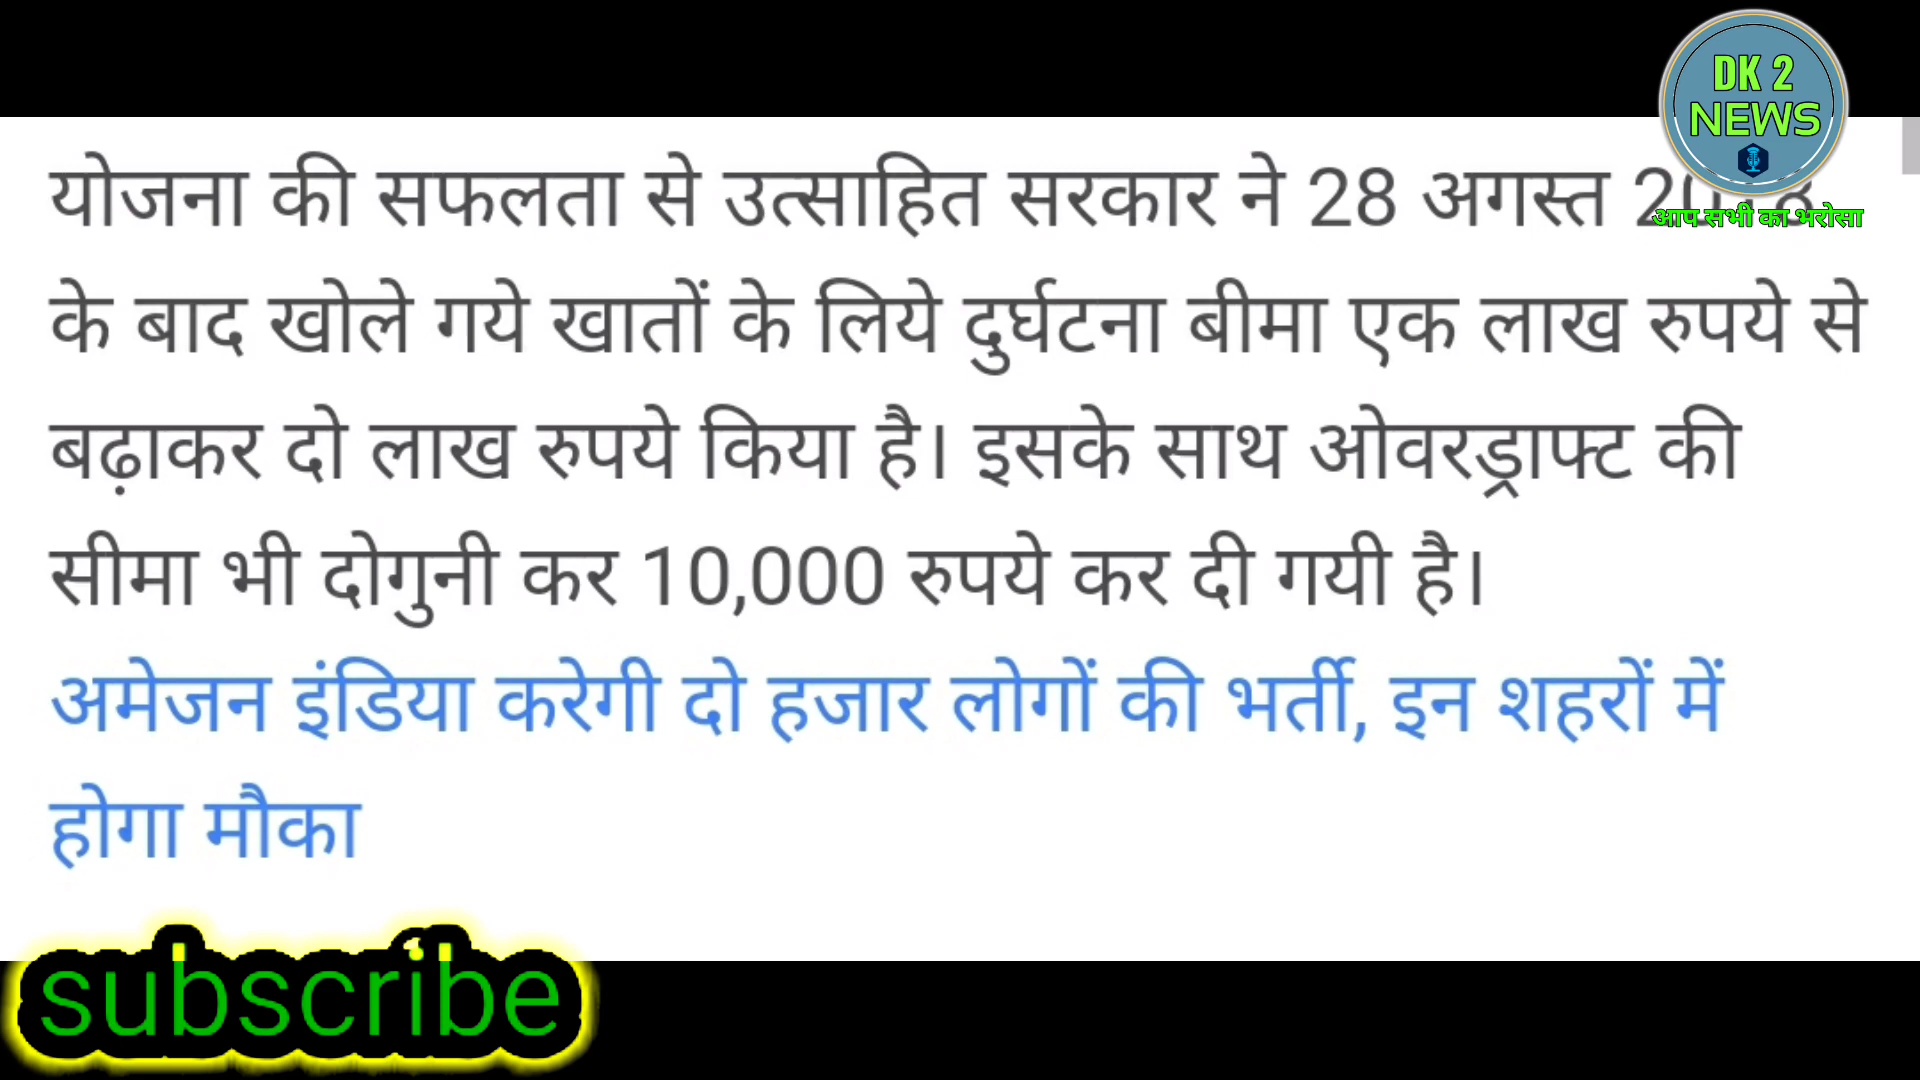 DK 2
NEWS
आप सभी का भरोसा
योजना की सफलता से उत्साहित सरकार ने 28 अगस्त
के बाद खोले गये खातों के लिये दुर्घटना बीमा एक लाख रुपये से
बढ़ाकर दो लाख रुपये किया है। इसके साथ ओवरड्राफ्ट की
सीमा भी दोगुनी कर 10,000 रुपये कर दी गयी है।
अमेजन इंडिया करेगी दो हजार लोगों की भर्ती, इन शहरों में
होगा मौका
subscribe